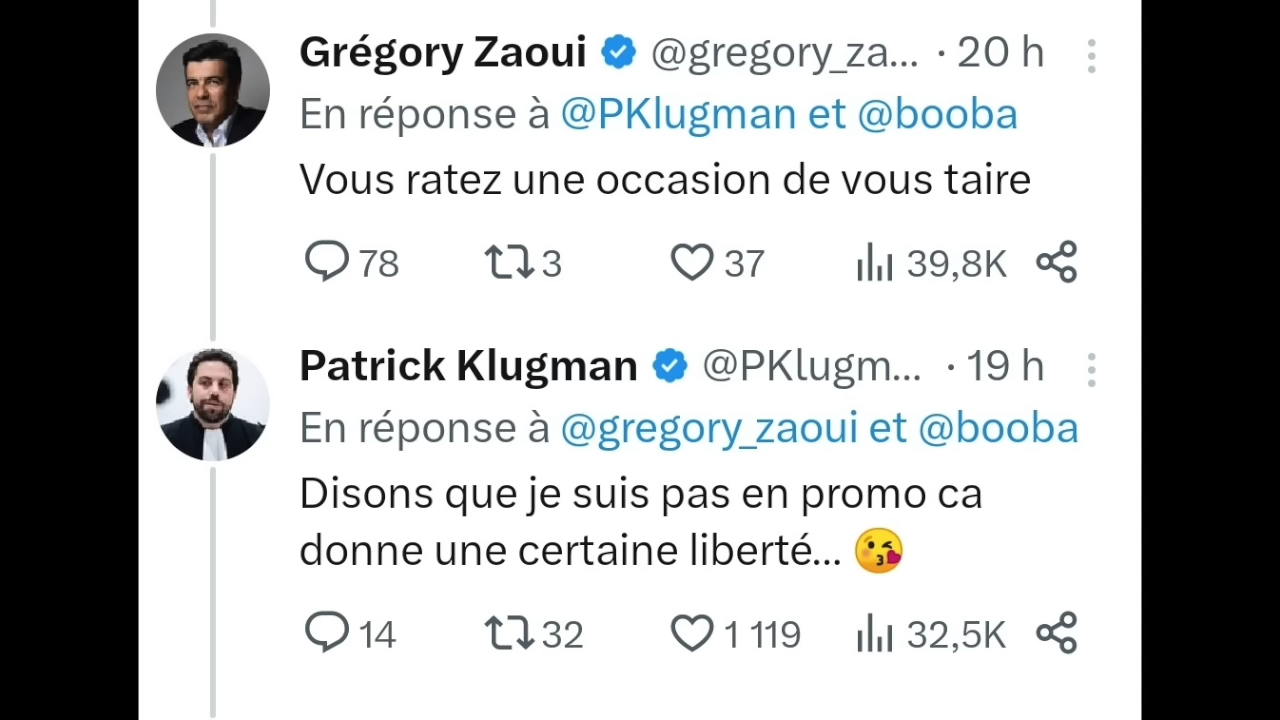 Grégory Zaoui @gregory_za... · 20 h
En réponse à @PKlugman et @booba
Vous ratez une occasion de vous taire
78 3 37 39,8K
Patrick Klugman @PKlugm... · 19 h
En réponse à @gregory_zaoui et @booba
Disons que je suis pas en promo ca
donne une certaine liberté... 😘
14 32 1 119 32,5K